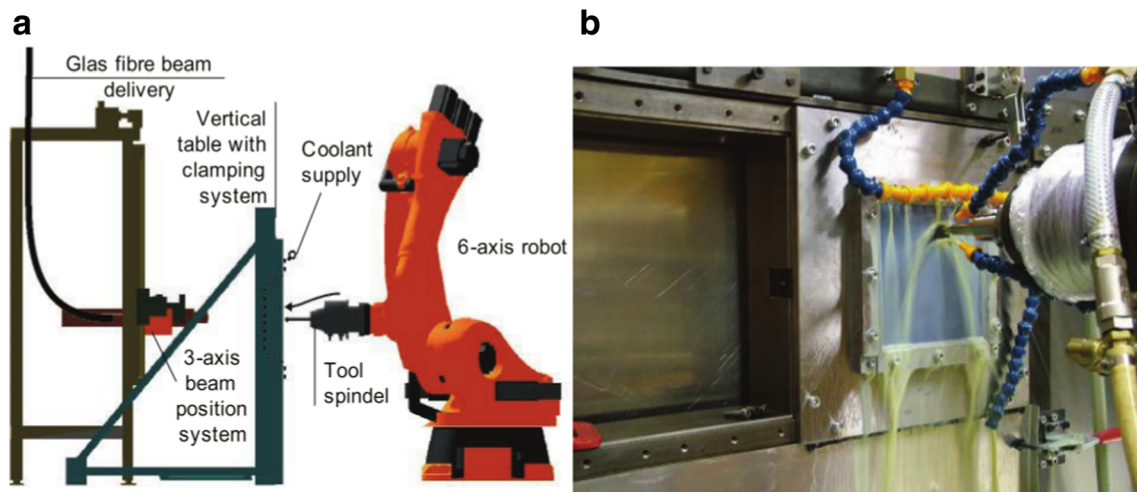 a
b
Glas fibre beam
delivery
Vertical
table with
clamping
system
Coolant
supply
6-axis robot
3-axis
beam
position
system
Tool
spindel